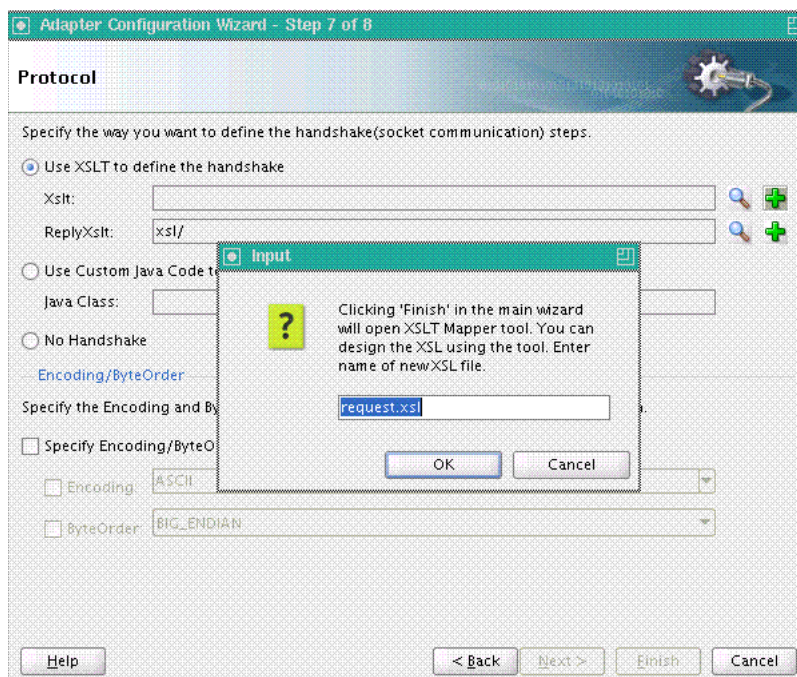 Adapter Configuration Wizard - Step 7 of 8
Protocol
Specify the way you want to define the handshake(socket communication) steps.
Use XSLT to define the handshake
Xslt:
ReplyXslt: xsl/
Input
Use Custom Java Code t
Java Class:
Clicking 'Finish' in the main wizard
will open XSLT Mapper tool. You can
design the XSL using the tool. Enter
name of new XSL file.
No Handshake
Encoding/ByteOrder
Specify the Encoding and By
request.xsl
Specify Encoding/ByteO
OK Cancel
Encoding: ASCII
ByteOrder: BIG_ENDIAN
Help < Back Next > Finish Cancel